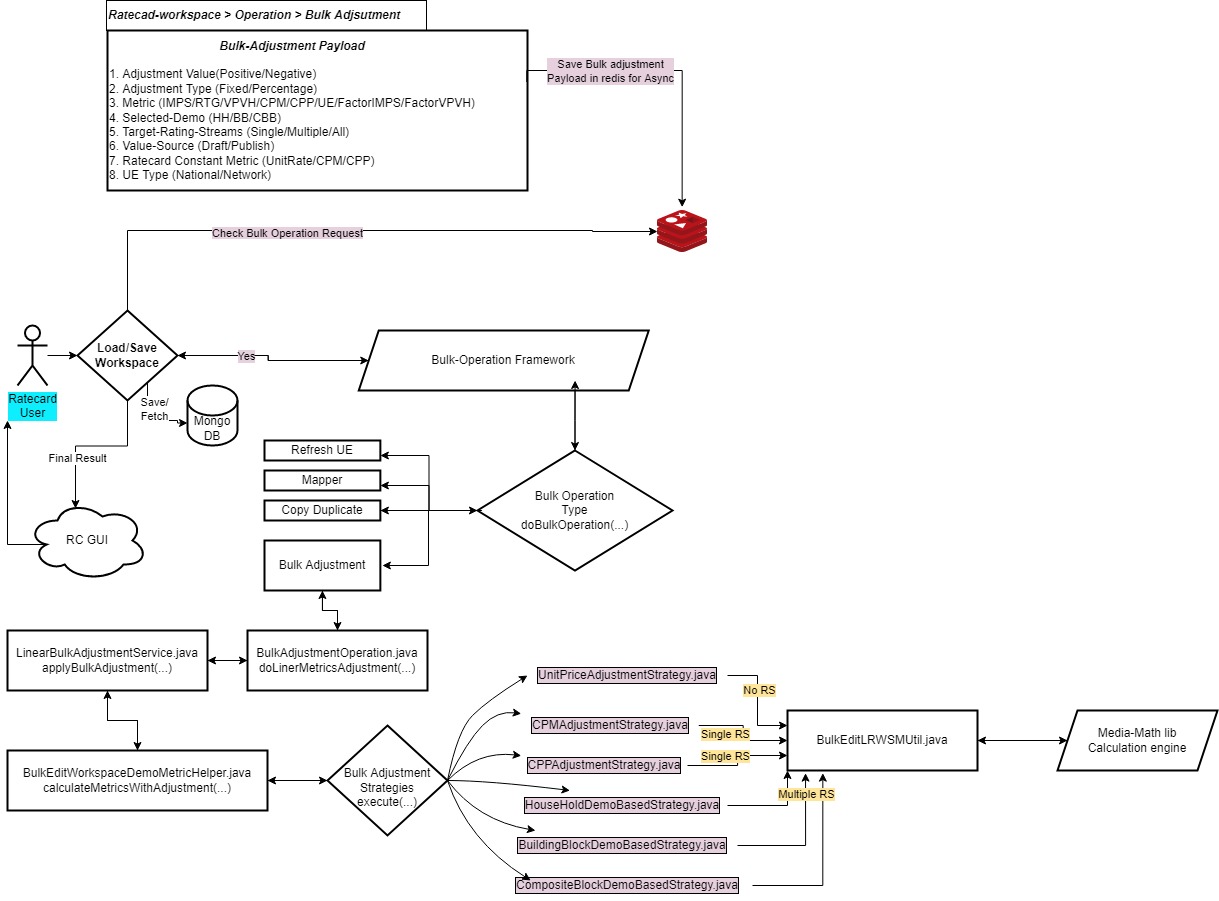 Ratecad-workspace > Operation > Bulk Adjsutment
Bulk-Adjustment Payload
1. Adjustment Value(Positive/Negative)
2. Adjustment Type (Fixed/Percentage)
3. Metric (IMPS/RTG/VPVH/CPM/CPP/UE/FactorIMPS/FactorVPVH)
4. Selected-Demo (HH/BB/CBB)
5. Target-Rating-Streams (Single/Multiple/All)
6. Value-Source (Draft/Publish)
7. Ratecard Constant Metric (UnitRate/CPM/CPP)
8. UE Type (National/Network)
Save Bulk adjustment
Payload in redis for Async
Check Bulk Operation Request
Load/Save
Workspace
Yes
Bulk-Operation Framework
Ratecard
User
Save/
Fetch
Mongo
DB
Final Result
RC GUI
Refresh UE
Mapper
Copy Duplicate
Bulk Adjustment
Bulk Operation
Type
doBulkOperation(...)
LinearBulkAdjustmentService.java
applyBulkAdjustment(...)
BulkAdjustmentOperation.java
doLinerMetricsAdjustment(...)
BulkEditWorkspaceDemoMetricHelper.java
calculateMetricsWithAdjustment(...)
Bulk Adjustment
Strategies
execute(...)
UnitPriceAdjustmentStrategy.java
No RS
CPMAdjustmentStrategy.java
Single RS
CPPAdjustmentStrategy.java
Single RS
HouseHoldDemoBasedStrategy.java
Multiple RS
BuildingBlockDemoBasedStrategy.java
CompositeBlockDemoBasedStrategy.java
BulkEditLRWSMUtil.java
Media-Math lib
Calculation engine